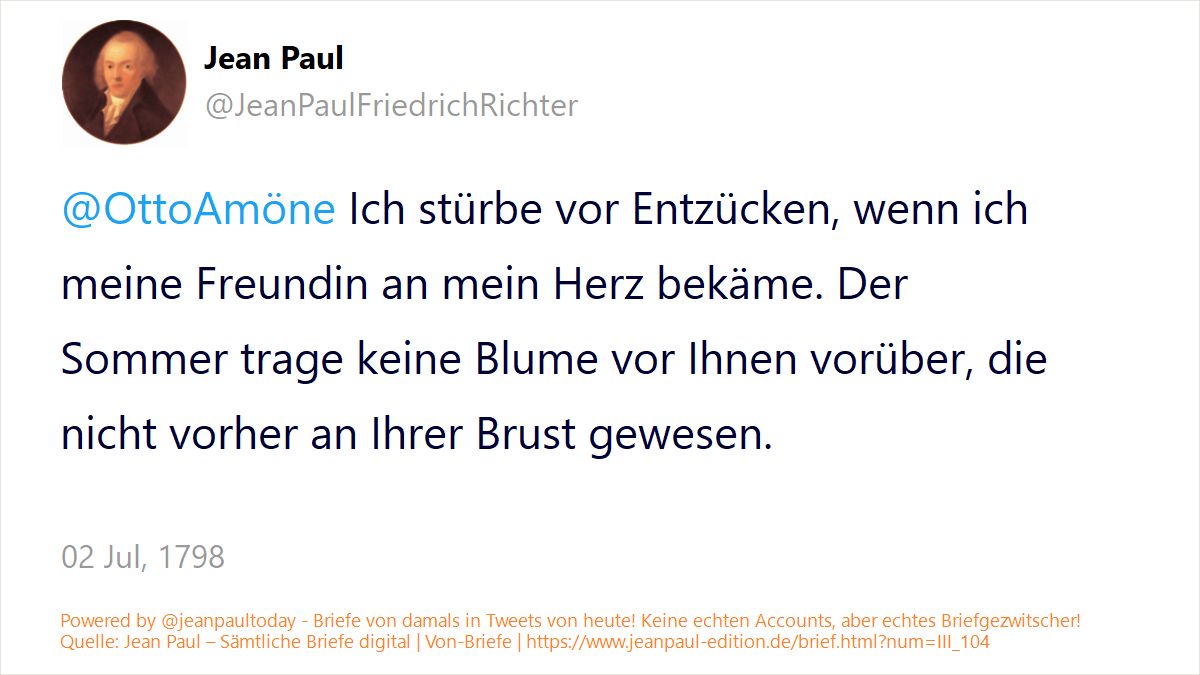 Jean Paul
@JeanPaulFriedrichRichter
@OttoAmöne Ich stürbe vor Entzücken, wenn ich
meine Freundin an mein Herz bekäme. Der
Sommer trage keine Blume vor Ihnen vorüber, die
nicht vorher an Ihrer Brust gewesen.
02 Jul, 1798
Powered by @jeanpaultoday - Briefe von damals in Tweets von heute! Keine echten Accounts, aber echtes Briefgezwitscher!
Quelle: Jean Paul – Sämtliche Briefe digital | Von-Briefe | https://www.jeanpaul-edition.de/brief.html?num=III_104